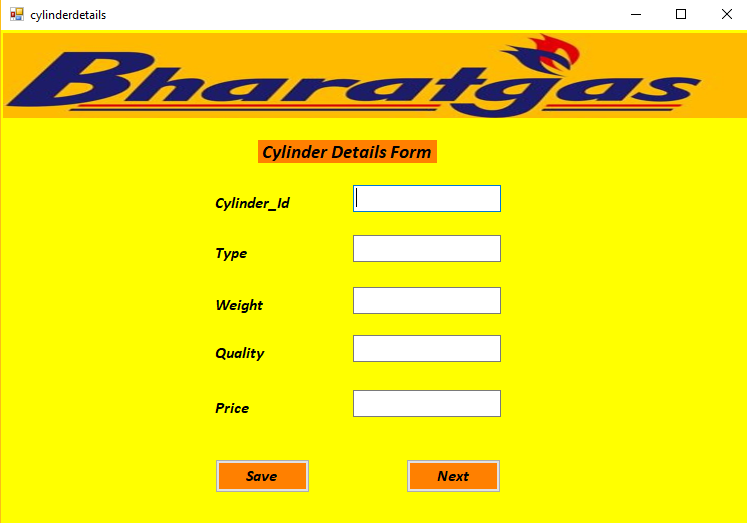 cylinderdetails
Bharatgas
Cylinder Details Form
Cylinder_Id
Type
Weight
Quality
Price
Save Next